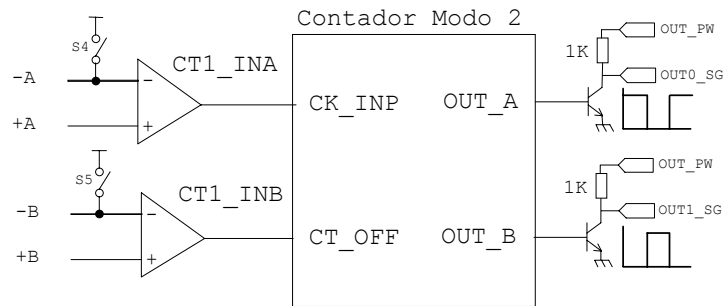 Contador Modo 2
S4
CT1_INA
-A
+A
CK_INP
OUT_A
1K
OUT_PW
OUT0_SG
S5
CT1_INB
-B
+B
CT_OFF
OUT_B
1K
OUT_PW
OUT1_SG